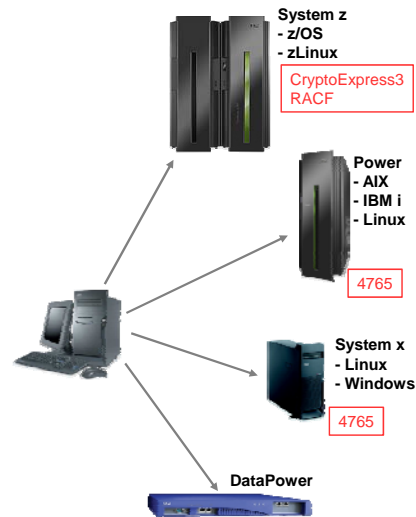 System z
- z/OS
- zLinux
CryptoExpress3
RACF
Power
- AIX
- IBM i
- Linux
4765
System x
- Linux
- Windows
4765
DataPower